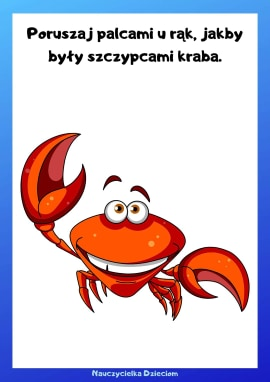 Poruszaj palcami u rąk, jakby
były szczypcami kraba.
Nauczycielka Dzieciom